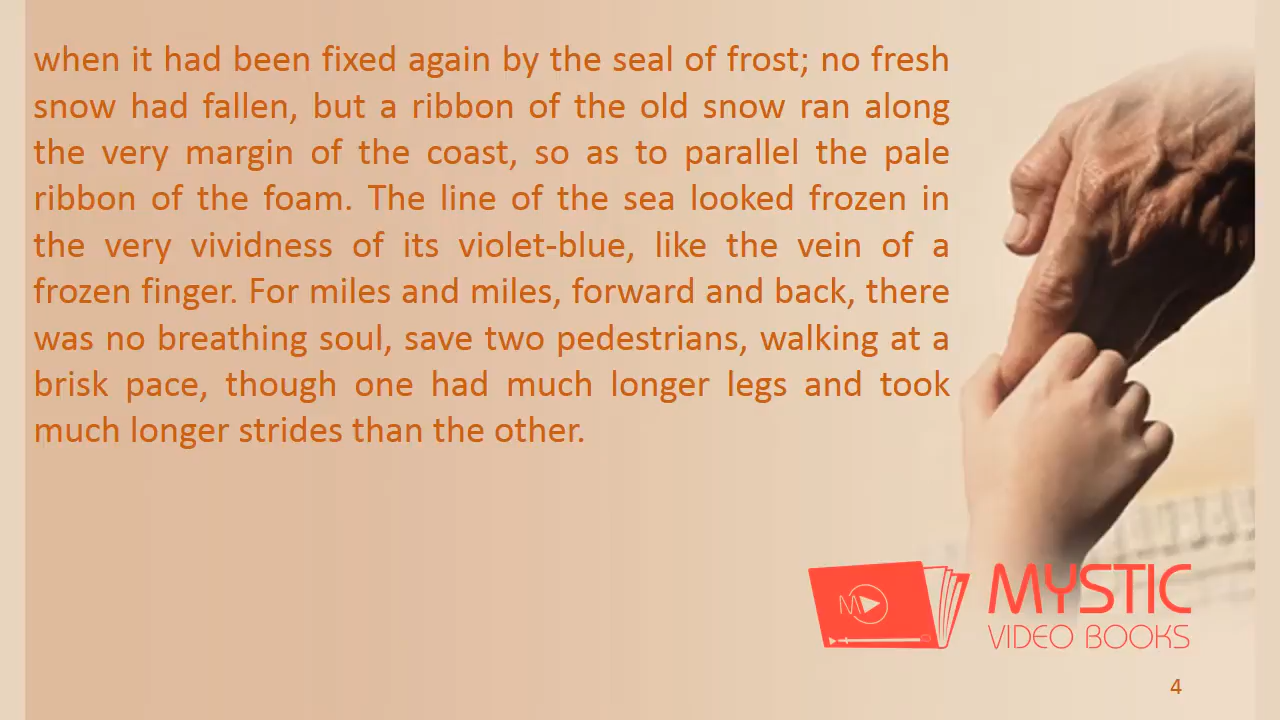 when it had been fixed again by the seal of frost; no fresh
snow had fallen, but a ribbon of the old snow ran along
the very margin of the coast, so as to parallel the pale
ribbon of the foam. The line of the sea looked frozen in
the very vividness of its violet-blue, like the vein of a
frozen finger. For miles and miles, forward and back, there
was no breathing soul, save two pedestrians, walking at a
brisk pace, though one had much longer legs and took
much longer strides than the other.
M
MYSTIC
VIDEO BOOKS
4